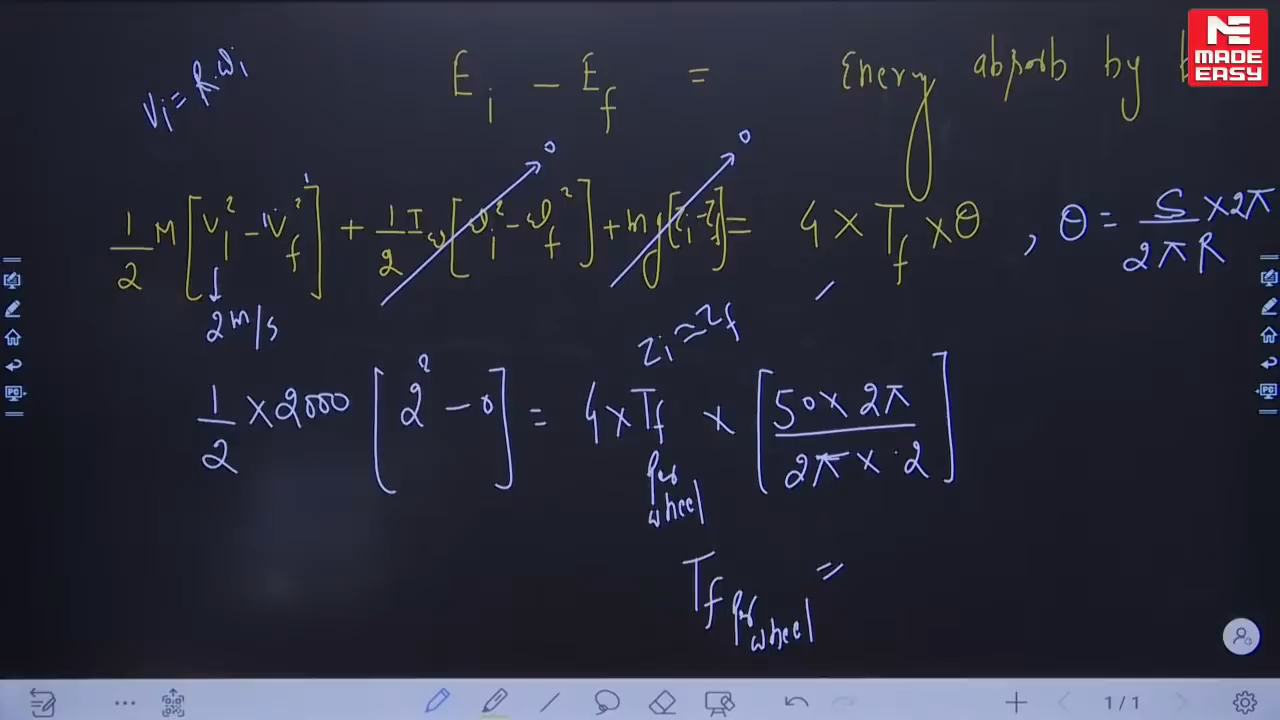 MADE EASY
Vi = R.ωi
Ei − Ef = Energy absorb by
1/2 M [Vi² − Vf²] + 1/2 Iω [ωi² − ωf²] + mg[zi − zf] = 4 × Tf × θ , θ = S/2πR × 2π
0 0
2 m/s
zi = zf
1/2 × 2000 [2² − 0] = 4 × Tf × [50 × 2π / 2π × .2]
per wheel
Tf per wheel =
1/1